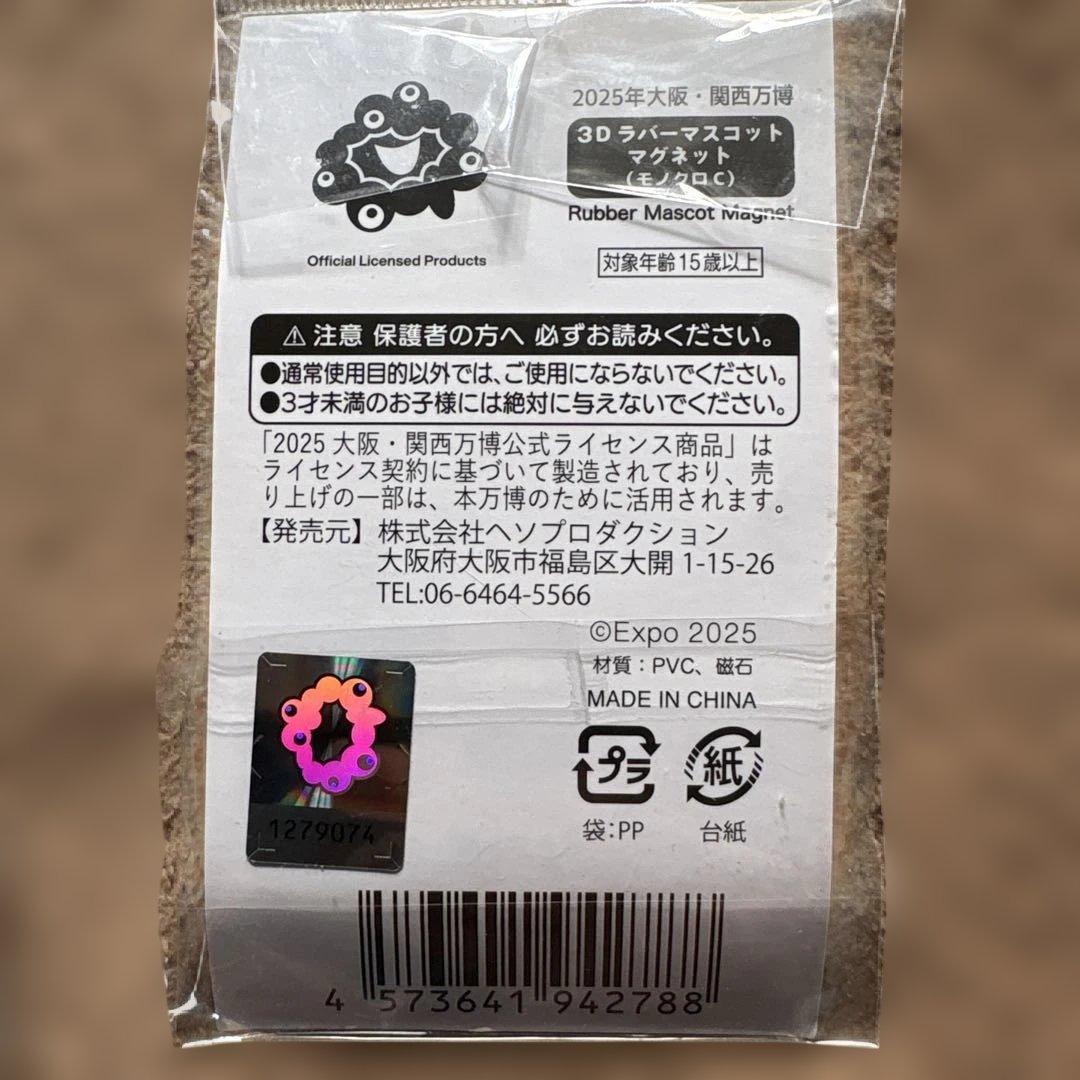 2025年大阪・関西万博
3Dラバーマスコット
マグネット
(モノクロC)
Rubber Mascot Magnet
Official Licensed Products
対象年齢15歳以上
⚠注意 保護者の方へ 必ずお読みください。
●通常使用目的以外では、ご使用にならないでください。
●3才未満のお子様には絶対に与えないでください。
「2025大阪・関西万博公式ライセンス商品」は
ライセンス契約に基づいて製造されており、売
り上げの一部は、本万博のために活用されます。
【発売元】株式会社ヘソプロダクション
大阪府大阪市福島区大開1-15-26
TEL:06-6464-5566
©Expo 2025
材質:PVC、磁石
MADE IN CHINA
プラ 紙
袋:PP 台紙
1279074
4 573641 942788